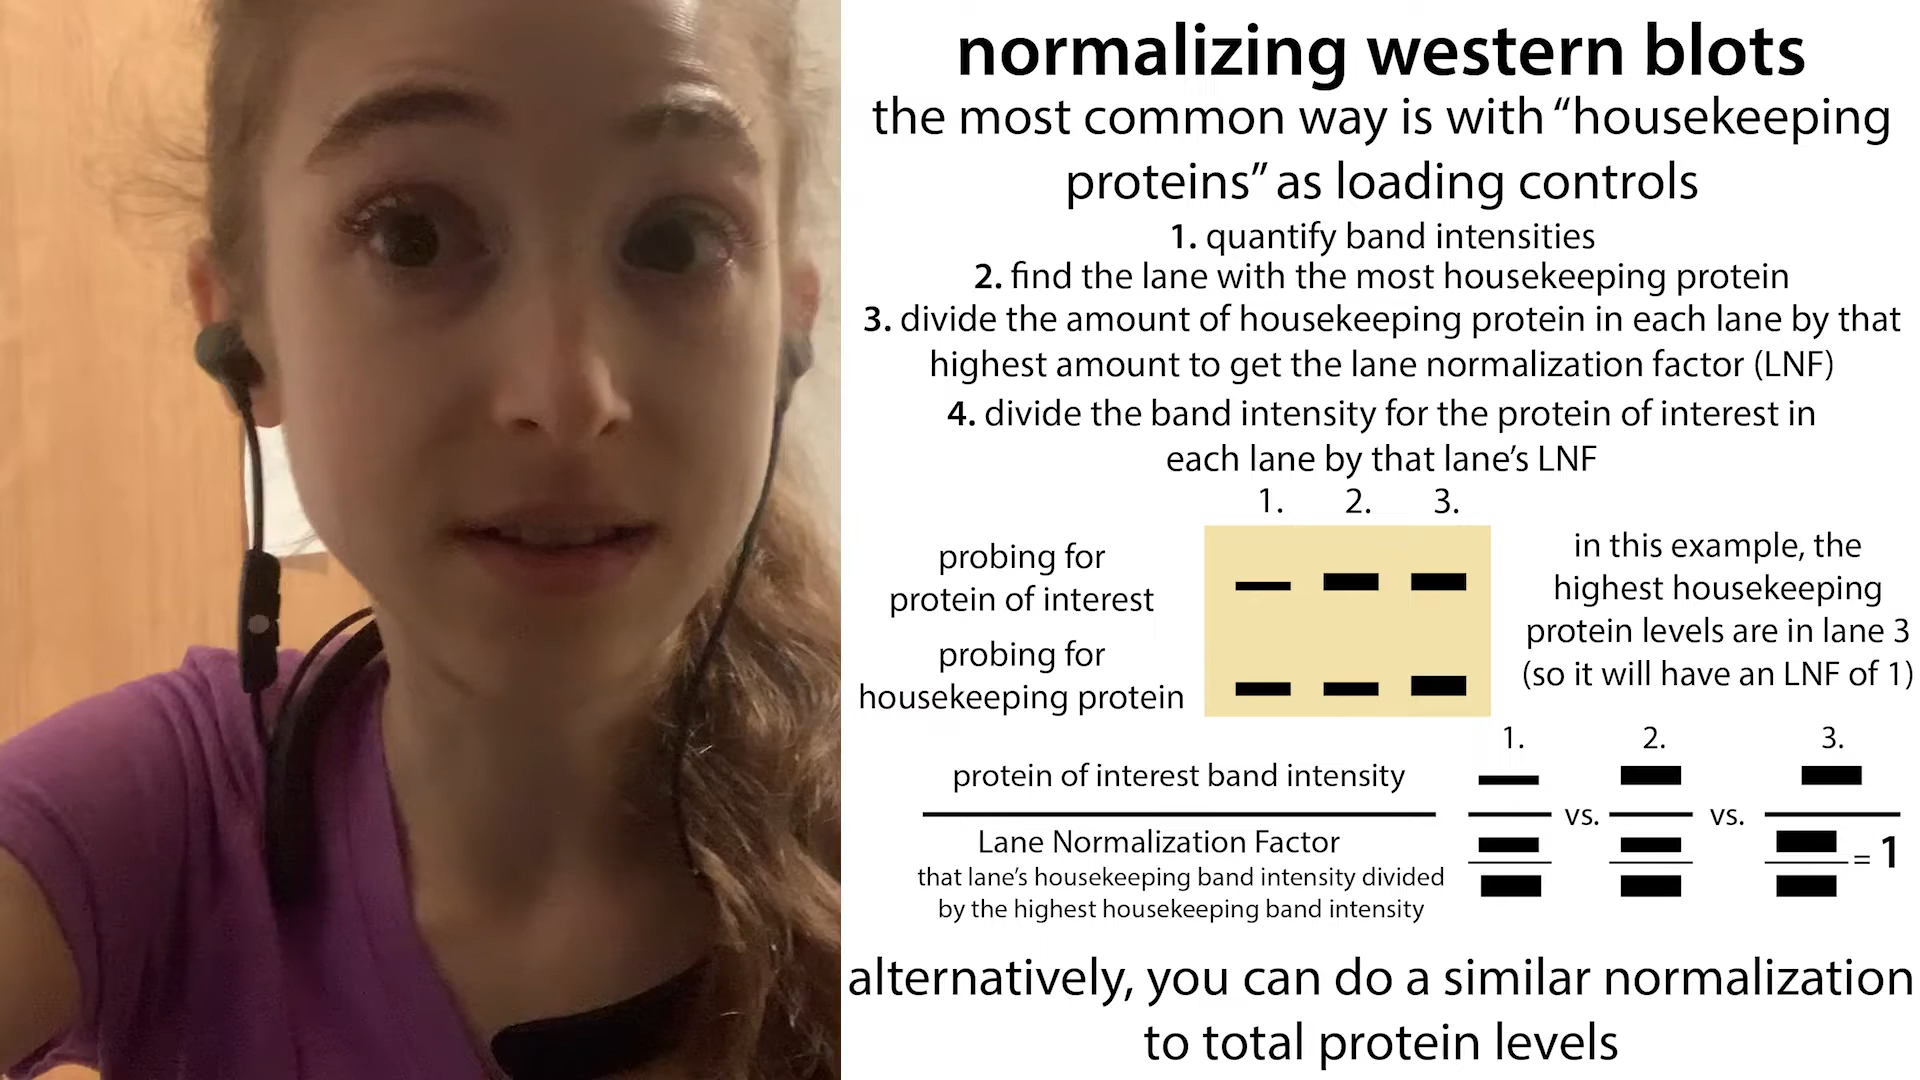 normalizing western blots
the most common way is with “housekeeping
proteins” as loading controls
1. quantify band intensities
2. find the lane with the most housekeeping protein
3. divide the amount of housekeeping protein in each lane by that
highest amount to get the lane normalization factor (LNF)
4. divide the band intensity for the protein of interest in
each lane by that lane’s LNF
1. 2. 3.
probing for
protein of interest
probing for
housekeeping protein
in this example, the
highest housekeeping
protein levels are in lane 3
(so it will have an LNF of 1)
1. 2. 3.
protein of interest band intensity
vs. vs.
Lane Normalization Factor
that lane’s housekeeping band intensity divided
by the highest housekeeping band intensity
= 1
alternatively, you can do a similar normalization
to total protein levels